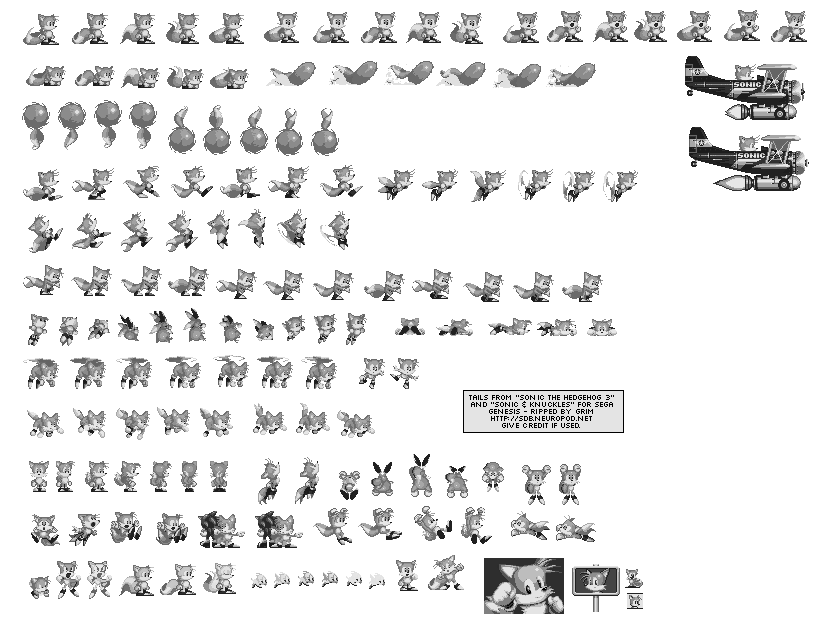 SONIC
SONIC
TAILS FROM "SONIC THE HEDGEHOG 3"
AND "SONIC & KNUCKLES" FOR SEGA
GENESIS - RIPPED BY GRIM
HTTP://SDB.NEUROPOD.NET
GIVE CREDIT IF USED.